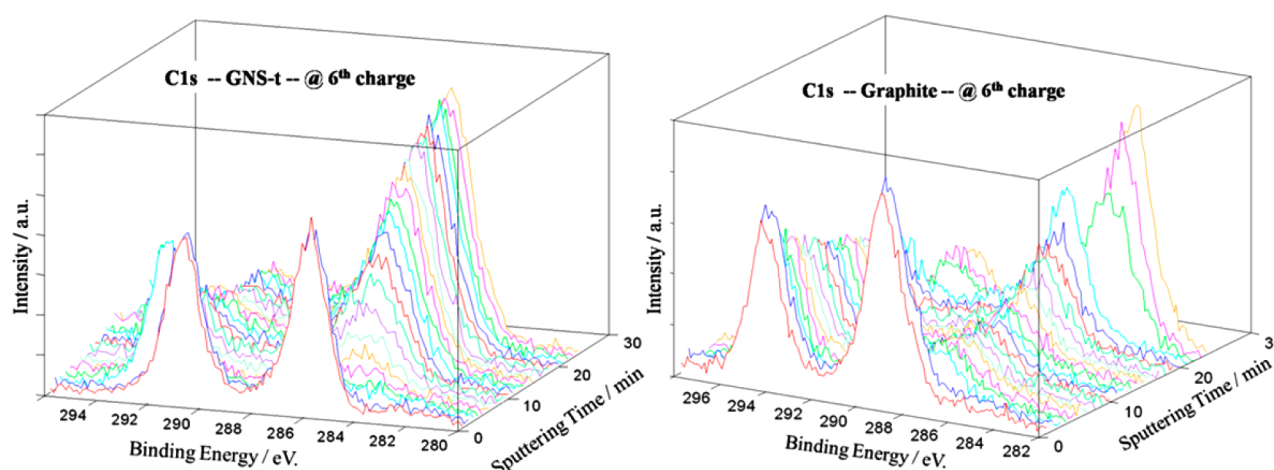 C1s -- GNS-t -- @ 6th charge
Intensity / a.u.
294 292 290 288 286 284 282 280
Binding Energy / eV.
0 10 20 30
Sputtering Time / min
C1s -- Graphite -- @ 6th charge
Intensity / a.u.
296 294 292 290 288 286 284 282
Binding Energy / eV.
0 10 20 3
Sputtering Time / min